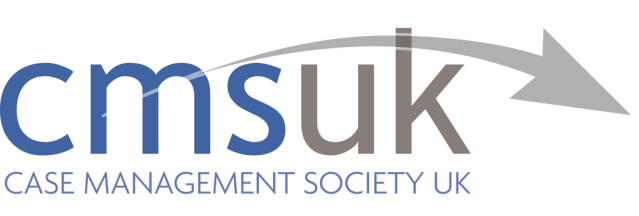 cmsuk
CASE MANAGEMENT SOCIETY UK